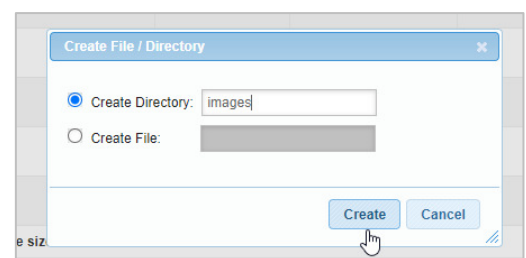 Create File / Directory
Create Directory: images
Create File:
Create Cancel
e siz